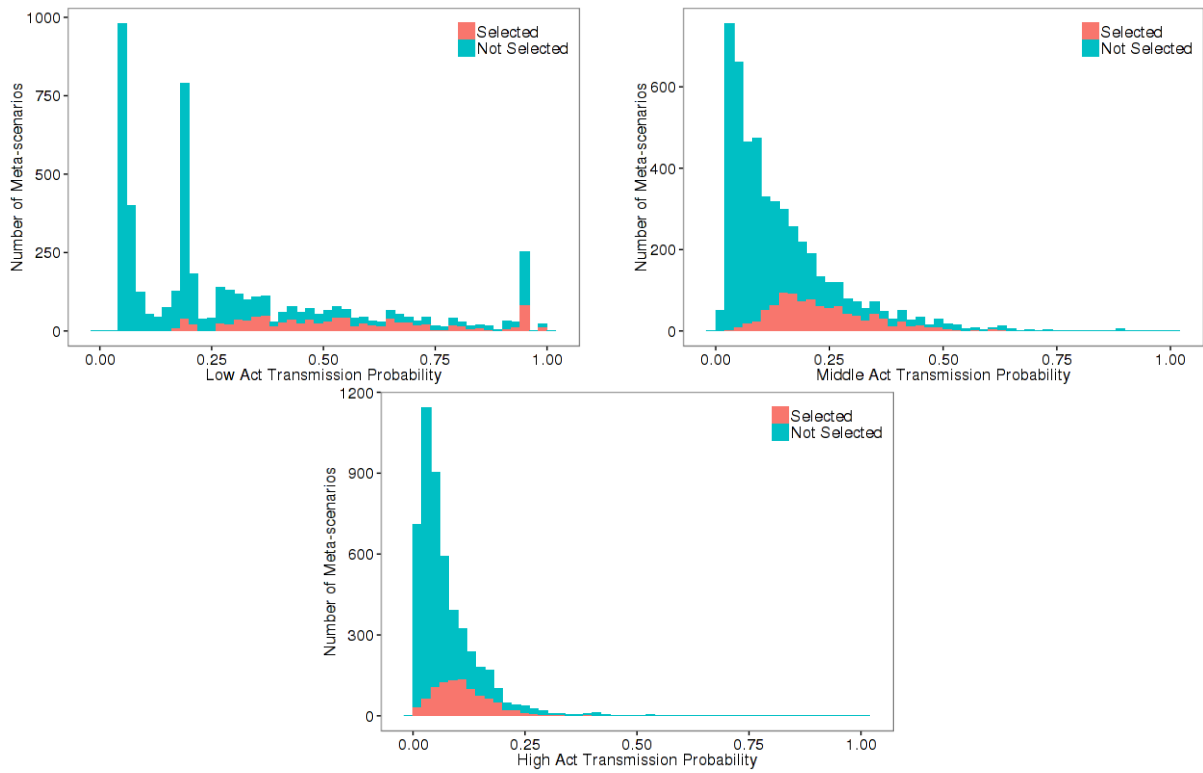 Number of Meta-scenarios
1000
750
500
250
0
Selected
Not Selected
0.00 0.25 0.50 0.75 1.00
Low Act Transmission Probability
Number of Meta-scenarios
600
400
200
0
Selected
Not Selected
0.00 0.25 0.50 0.75 1.00
Middle Act Transmission Probability
Number of Meta-scenarios
1200
900
600
300
0
Selected
Not Selected
0.00 0.25 0.50 0.75 1.00
High Act Transmission Probability